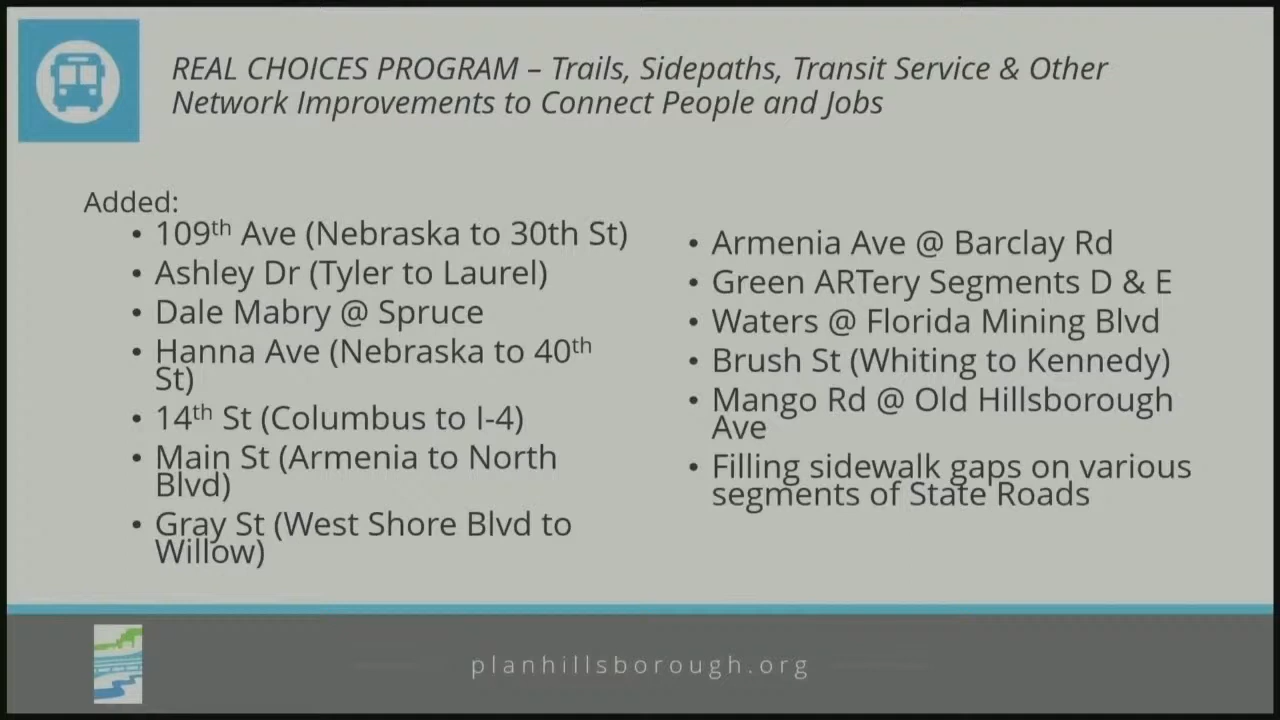 REAL CHOICES PROGRAM – Trails, Sidepaths, Transit Service & Other
Network Improvements to Connect People and Jobs
Added:
• 109th Ave (Nebraska to 30th St)
• Ashley Dr (Tyler to Laurel)
• Dale Mabry @ Spruce
• Hanna Ave (Nebraska to 40th
St)
• 14th St (Columbus to I-4)
• Main St (Armenia to North
Blvd)
• Gray St (West Shore Blvd to
Willow)
• Armenia Ave @ Barclay Rd
• Green ARTery Segments D & E
• Waters @ Florida Mining Blvd
• Brush St (Whiting to Kennedy)
• Mango Rd @ Old Hillsborough
Ave
• Filling sidewalk gaps on various
segments of State Roads
planhillsborough.org